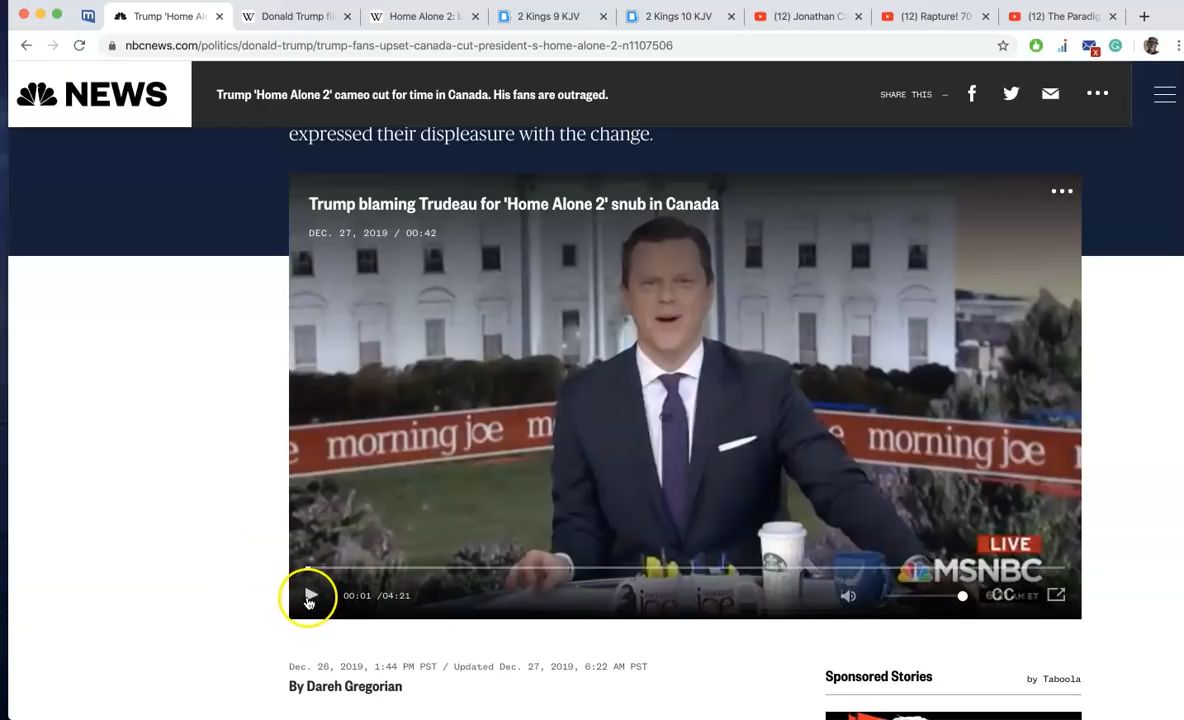 Trump 'Home Al
Donald Trump fil
Home Alone 2: L
2 Kings 9 KJV
2 Kings 10 KJV
(12) Jonathan Ca
(12) Rapture! 70
(12) The Paradig
nbcnews.com/politics/donald-trump/trump-fans-upset-canada-cut-president-s-home-alone-2-n1107506
NEWS
Trump 'Home Alone 2' cameo cut for time in Canada. His fans are outraged.
SHARE THIS –
expressed their displeasure with the change.
Trump blaming Trudeau for 'Home Alone 2' snub in Canada
DEC. 27, 2019 / 00:42
morning joe
m
morning joe
LIVE
MSNBC
joe
joe
00:01 /04:21
CC
AM ET
Dec. 26, 2019, 1:44 PM PST / Updated Dec. 27, 2019, 6:22 AM PST
By Dareh Gregorian
Sponsored Stories
by Taboola